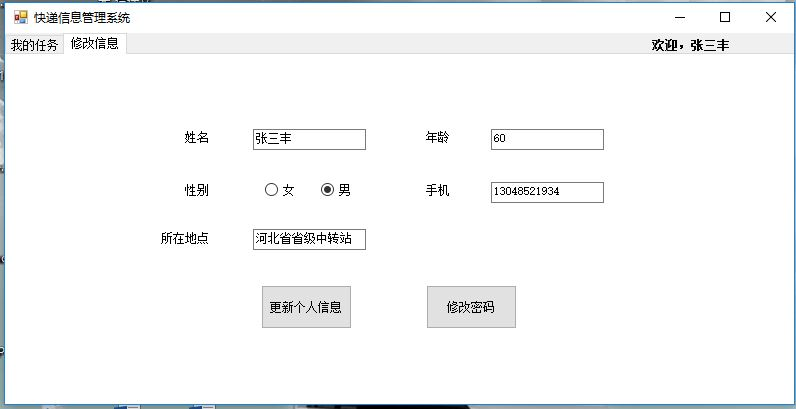 快递信息管理系统
我的任务 修改信息 欢迎，张三丰
姓名 张三丰 年龄 60
性别 女 男 手机 13048521934
所在地点 河北省省级中转站
更新个人信息 修改密码